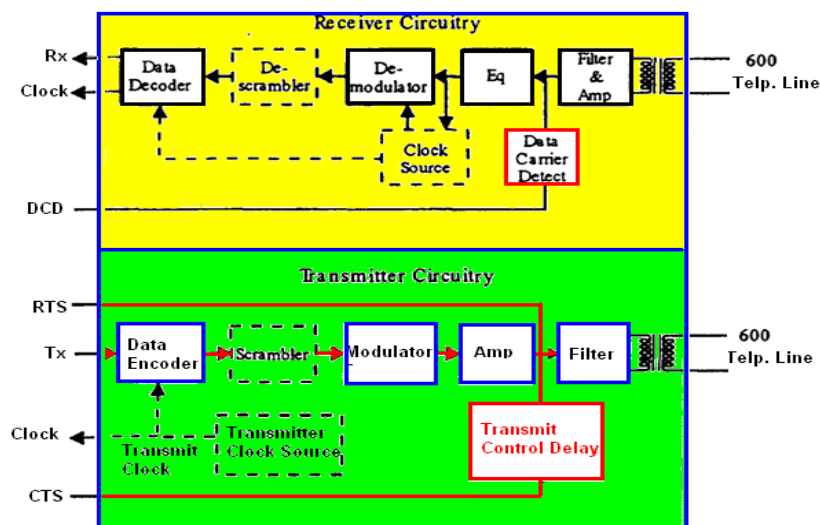 Receiver Circuitry
Rx
Clock
Data
Decoder
De-
scrambler
De-
modulator
Eq
Filter
&
Amp
600
Telp. Line
Clock
Source
Data
Carrier
Detect
DCD
Transmitter Circuitry
RTS
Tx
Data
Encoder
Scrambler
Modulator
Amp
Filter
600
Telp. Line
Clock
Transmit
Clock
Transmitter
Clock Source
Transmit
Control Delay
CTS